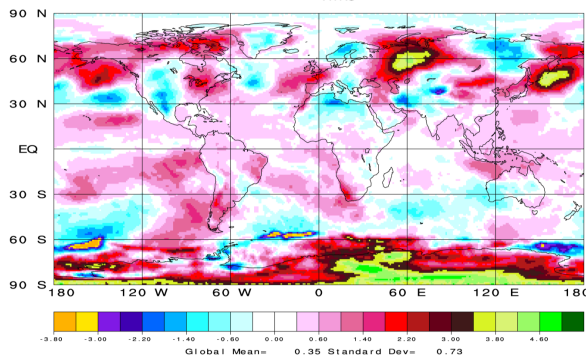 90 N
60 N
30 N
EQ
30 S
60 S
90 S
180 120 W 60 W 0 60 E 120 E 180
-3.80 -3.00 -2.20 -1.40 -0.60 0.00 0.60 1.40 2.20 3.00 3.80 4.60
Global Mean= 0.35 Standard Dev= 0.73